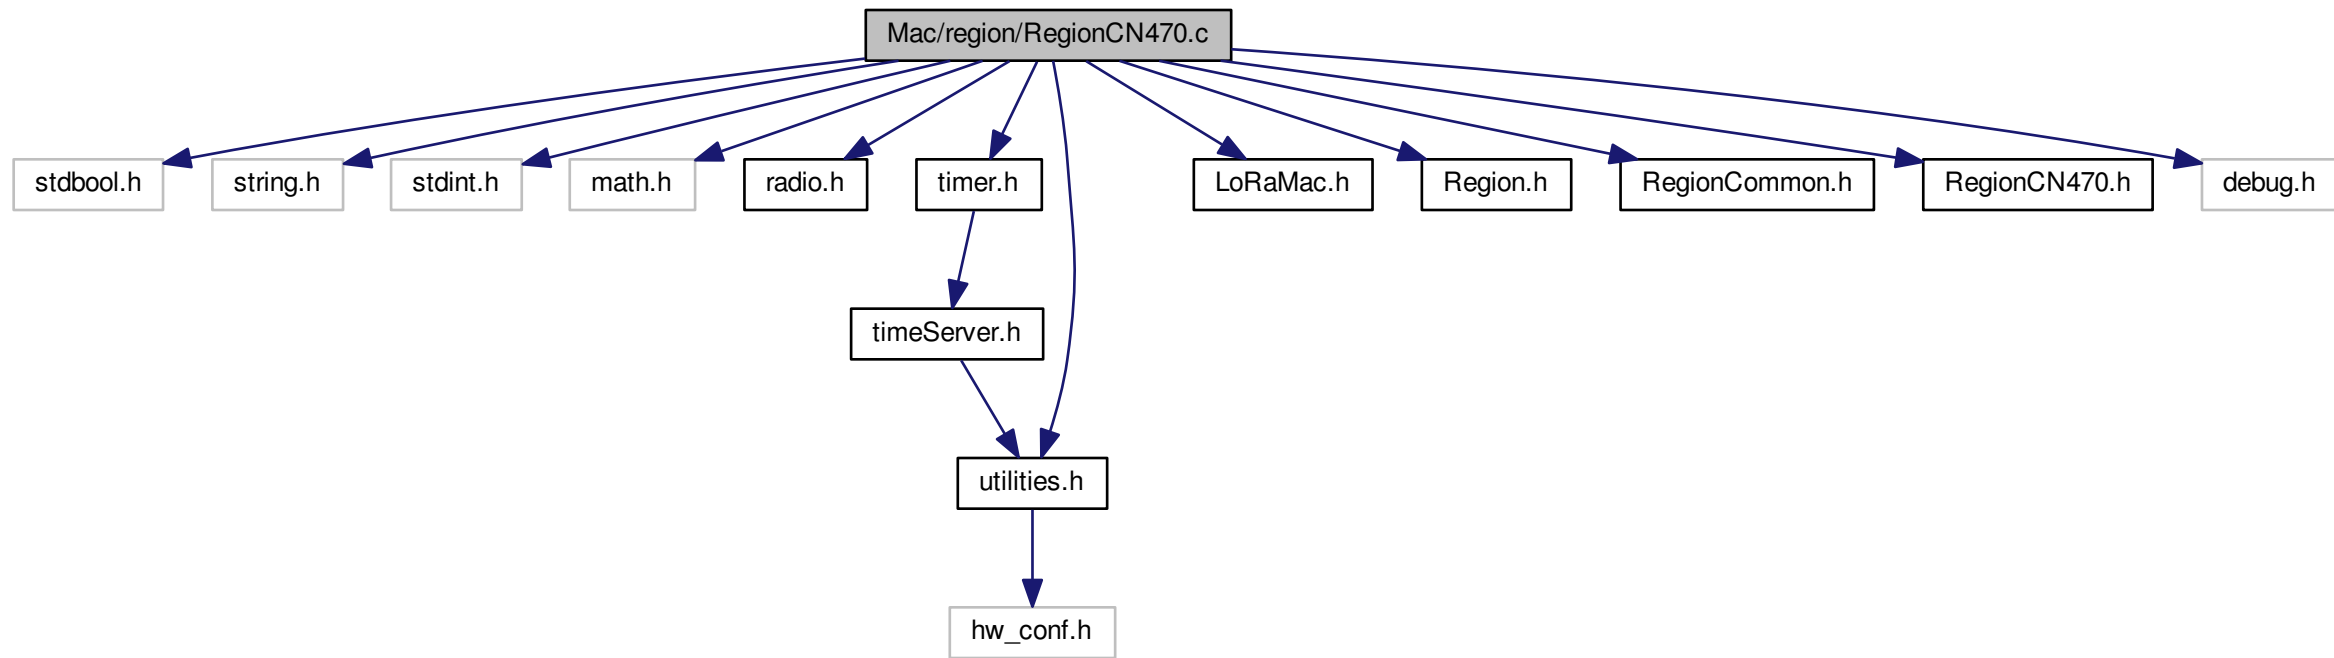 Mac/region/RegionCN470.c
stdbool.h
string.h
stdint.h
math.h
radio.h
timer.h
LoRaMac.h
Region.h
RegionCommon.h
RegionCN470.h
debug.h
timeServer.h
utilities.h
hw_conf.h